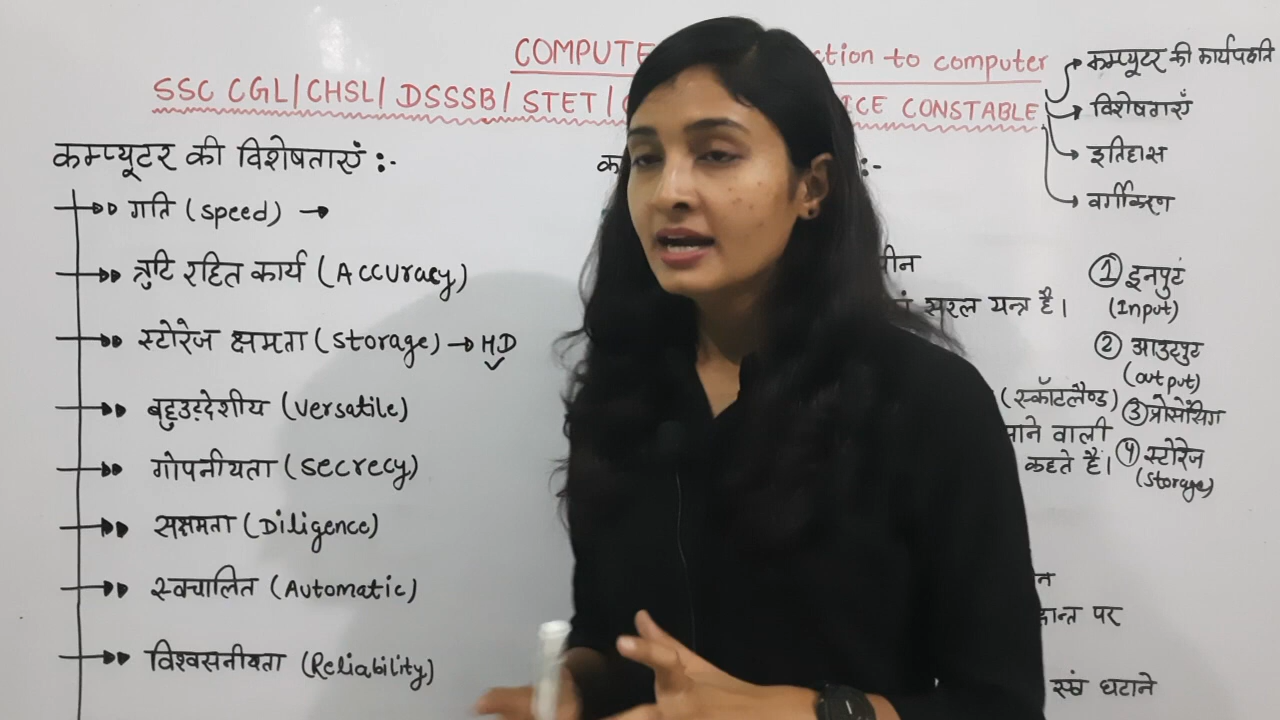 COMPUTE ction to computer
SSC CGL/CHSL/ DSSSB/ STET/ ICE CONSTABLE
कम्प्यूटर की कार्यपद्धति
विशेषताएँ
इतिहास
वर्गीकरण
कम्प्यूटर की विशेषताएं :-
गति (speed) →
त्रुटि रहित कार्य (Accuracy)
स्टोरेज क्षमता (storage) → HD
बहुउद्देशीय (versatile)
गोपनीयता (secrecy)
सक्षमता (Diligence)
स्वचालित (Automatic)
विश्वसनीयता (Reliability)
क :-
सरल यन्त्र है।
(स्कॉटलैण्ड)
वाली
कहते हैं।
पर
घटाने
① इनपुट
(Input)
② आउटपुट
(output)
③ प्रोसेसिंग
④ स्टोरेज
(storage)